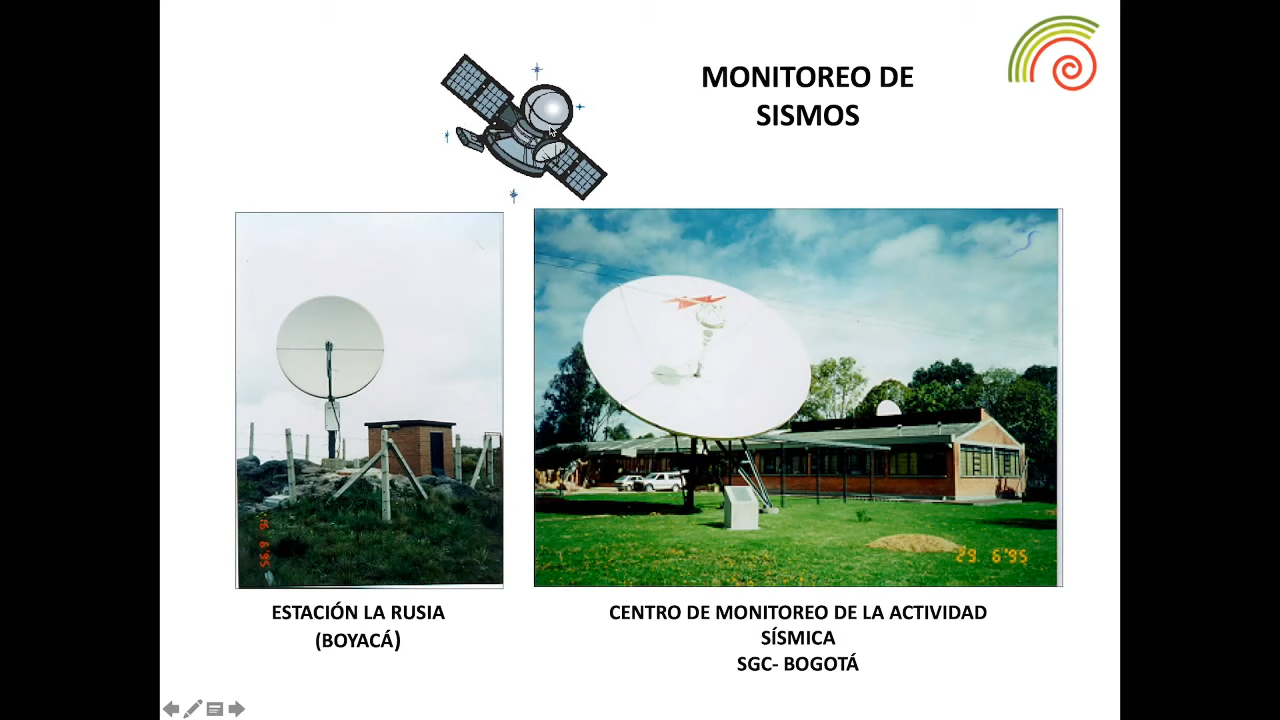 MONITOREO DE
SISMOS
29 6'95
ESTACIÓN LA RUSIA
(BOYACÁ)
CENTRO DE MONITOREO DE LA ACTIVIDAD
SÍSMICA
SGC- BOGOTÁ